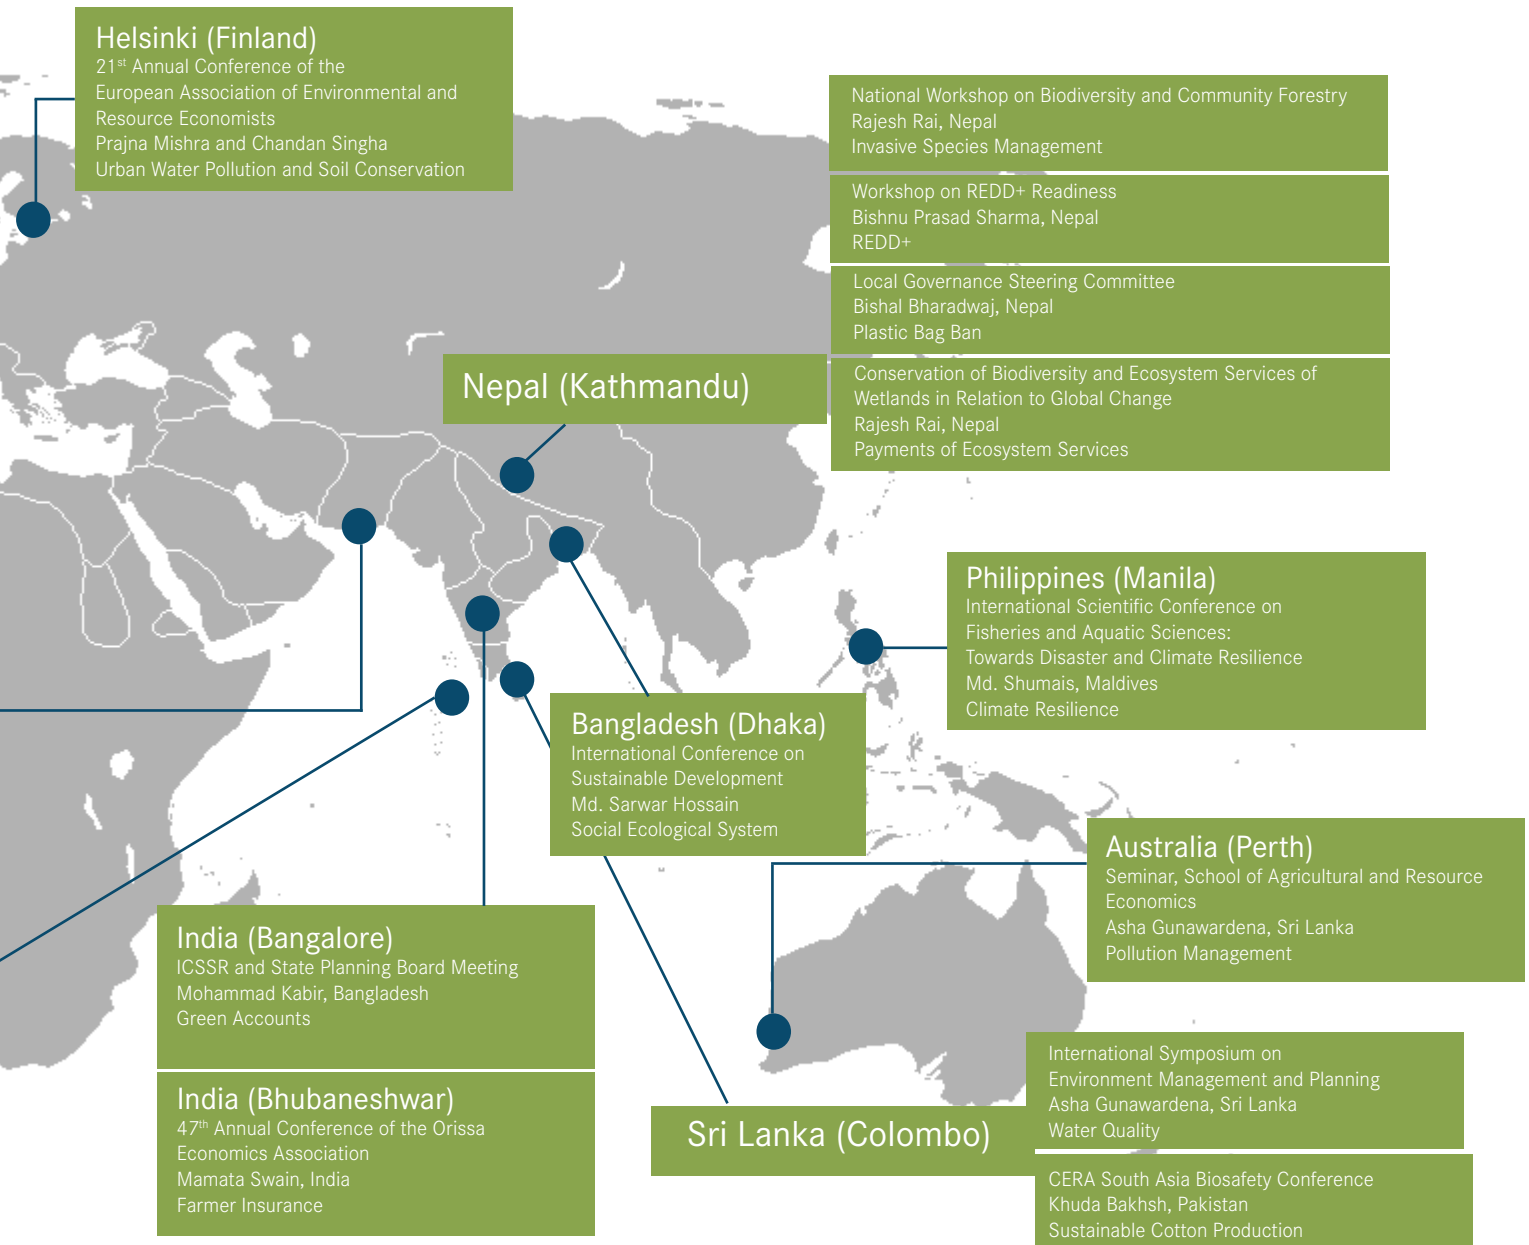 Helsinki (Finland)
21st Annual Conference of the
European Association of Environmental and
Resource Economists
Prajna Mishra and Chandan Singha
Urban Water Pollution and Soil Conservation
National Workshop on Biodiversity and Community Forestry
Rajesh Rai, Nepal
Invasive Species Management
Workshop on REDD+ Readiness
Bishnu Prasad Sharma, Nepal
REDD+
Local Governance Steering Committee
Bishal Bharadwaj, Nepal
Plastic Bag Ban
Nepal (Kathmandu)
Conservation of Biodiversity and Ecosystem Services of
Wetlands in Relation to Global Change
Rajesh Rai, Nepal
Payments of Ecosystem Services
Philippines (Manila)
International Scientific Conference on
Fisheries and Aquatic Sciences:
Towards Disaster and Climate Resilience
Md. Shumais, Maldives
Climate Resilience
Bangladesh (Dhaka)
International Conference on
Sustainable Development
Md. Sarwar Hossain
Social Ecological System
Australia (Perth)
Seminar, School of Agricultural and Resource
Economics
Asha Gunawardena, Sri Lanka
Pollution Management
India (Bangalore)
ICSSR and State Planning Board Meeting
Mohammad Kabir, Bangladesh
Green Accounts
India (Bhubaneshwar)
47th Annual Conference of the Orissa
Economics Association
Mamata Swain, India
Farmer Insurance
Sri Lanka (Colombo)
International Symposium on
Environment Management and Planning
Asha Gunawardena, Sri Lanka
Water Quality
CERA South Asia Biosafety Conference
Khuda Bakhsh, Pakistan
Sustainable Cotton Production